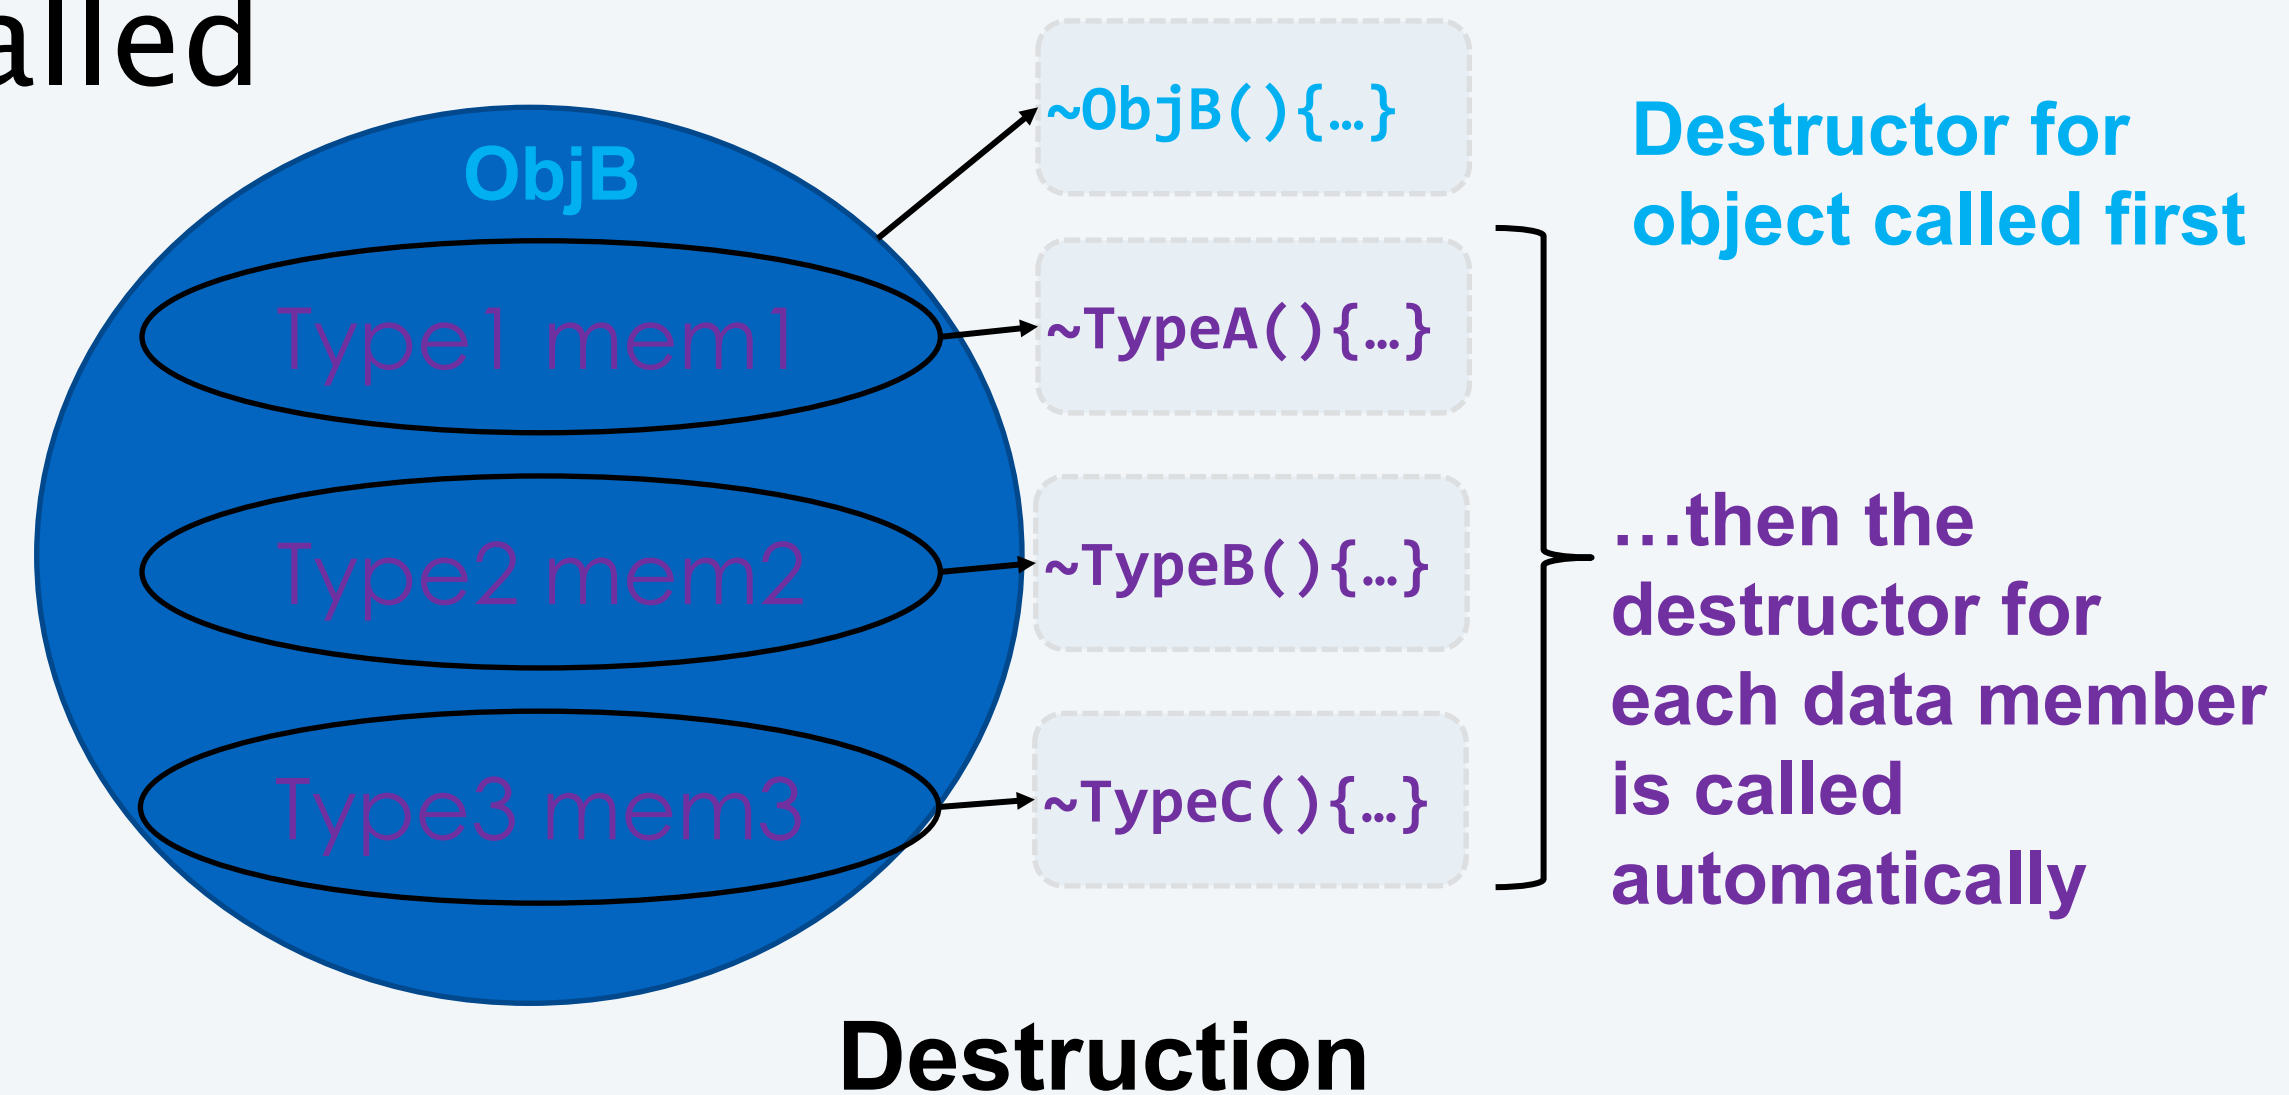 alled
ObjB
Type1 mem1
Type2 mem2
Type3 mem3
~ObjB(){…}
~TypeA(){…}
~TypeB(){…}
~TypeC(){…}
Destructor for
object called first
…then the
destructor for
each data member
is called
automatically
Destruction